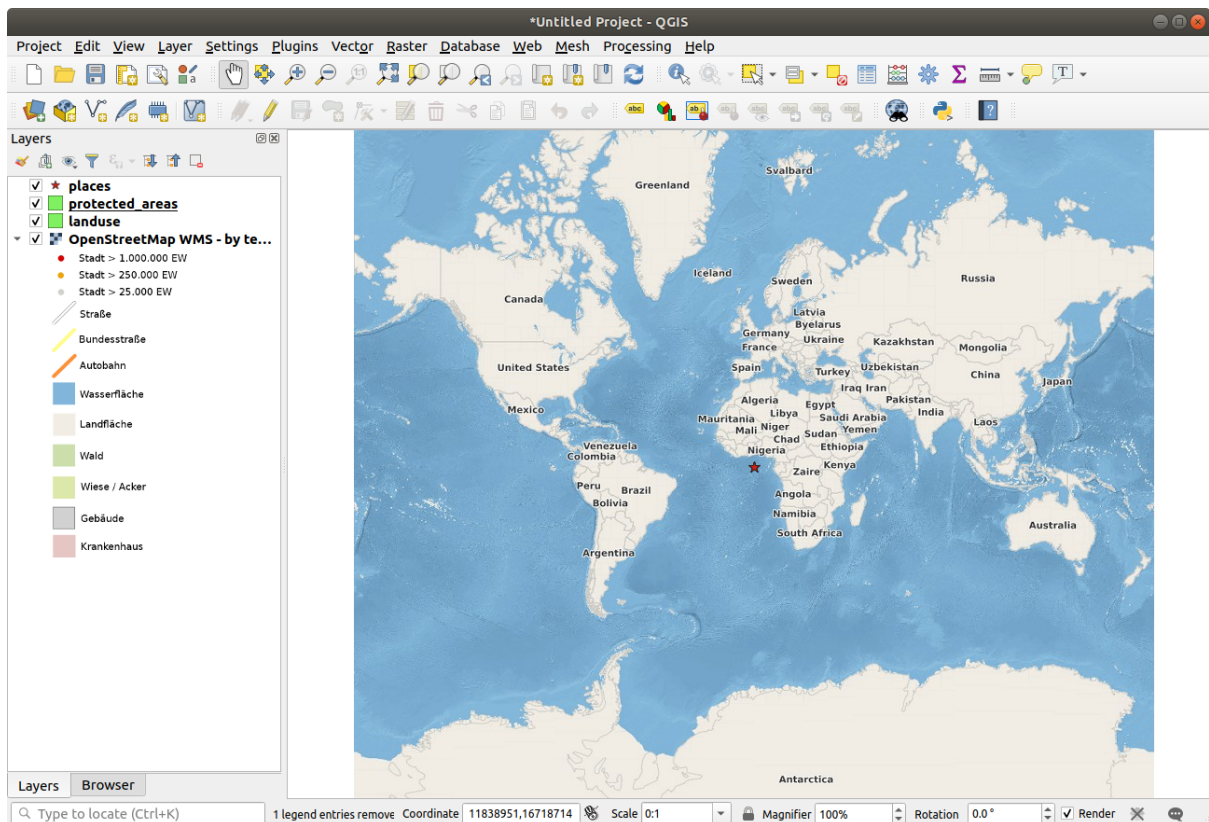 *Untitled Project - QGIS
Project Edit View Layer Settings Plugins Vector Raster Database Web Mesh Processing Help
Layers
places
protected_areas
landuse
OpenStreetMap WMS - by te...
Stadt > 1.000.000 EW
Stadt > 250.000 EW
Stadt > 25.000 EW
Straße
Bundesstraße
Autobahn
Wasserfläche
Landfläche
Wald
Wiese / Acker
Gebäude
Krankenhaus
Layers Browser
Greenland
Svalbard
Iceland
Sweden
Russia
Canada
Latvia
Byelarus
Germany
Ukraine
France
Kazakhstan
Mongolia
United States
Spain
Turkey
Uzbekistan
China
Japan
Iraq Iran
Mexico
Algeria
Egypt
Pakistan
Libya
India
Mauritania
Saudi Arabia
Mali Niger
Laos
Chad
Sudan
Yemen
Venezuela
Nigeria
Ethiopia
Colombia
Zaire
Kenya
Peru
Brazil
Angola
Bolivia
Namibia
Australia
South Africa
Argentina
Antarctica
Type to locate (Ctrl+K) 1 legend entries remove Coordinate 11838951,16718714 Scale 0:1 Magnifier 100% Rotation 0.0 ° Render